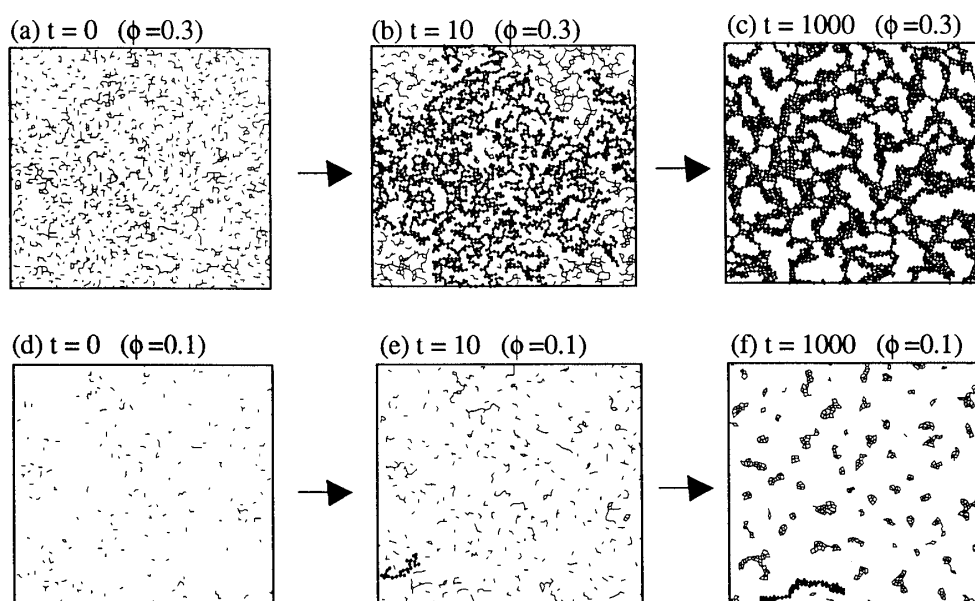 (a) t = 0 (ϕ=0.3)
(b) t = 10 (ϕ=0.3)
(c) t = 1000 (ϕ=0.3)
(d) t = 0 (ϕ=0.1)
(e) t = 10 (ϕ=0.1)
(f) t = 1000 (ϕ=0.1)